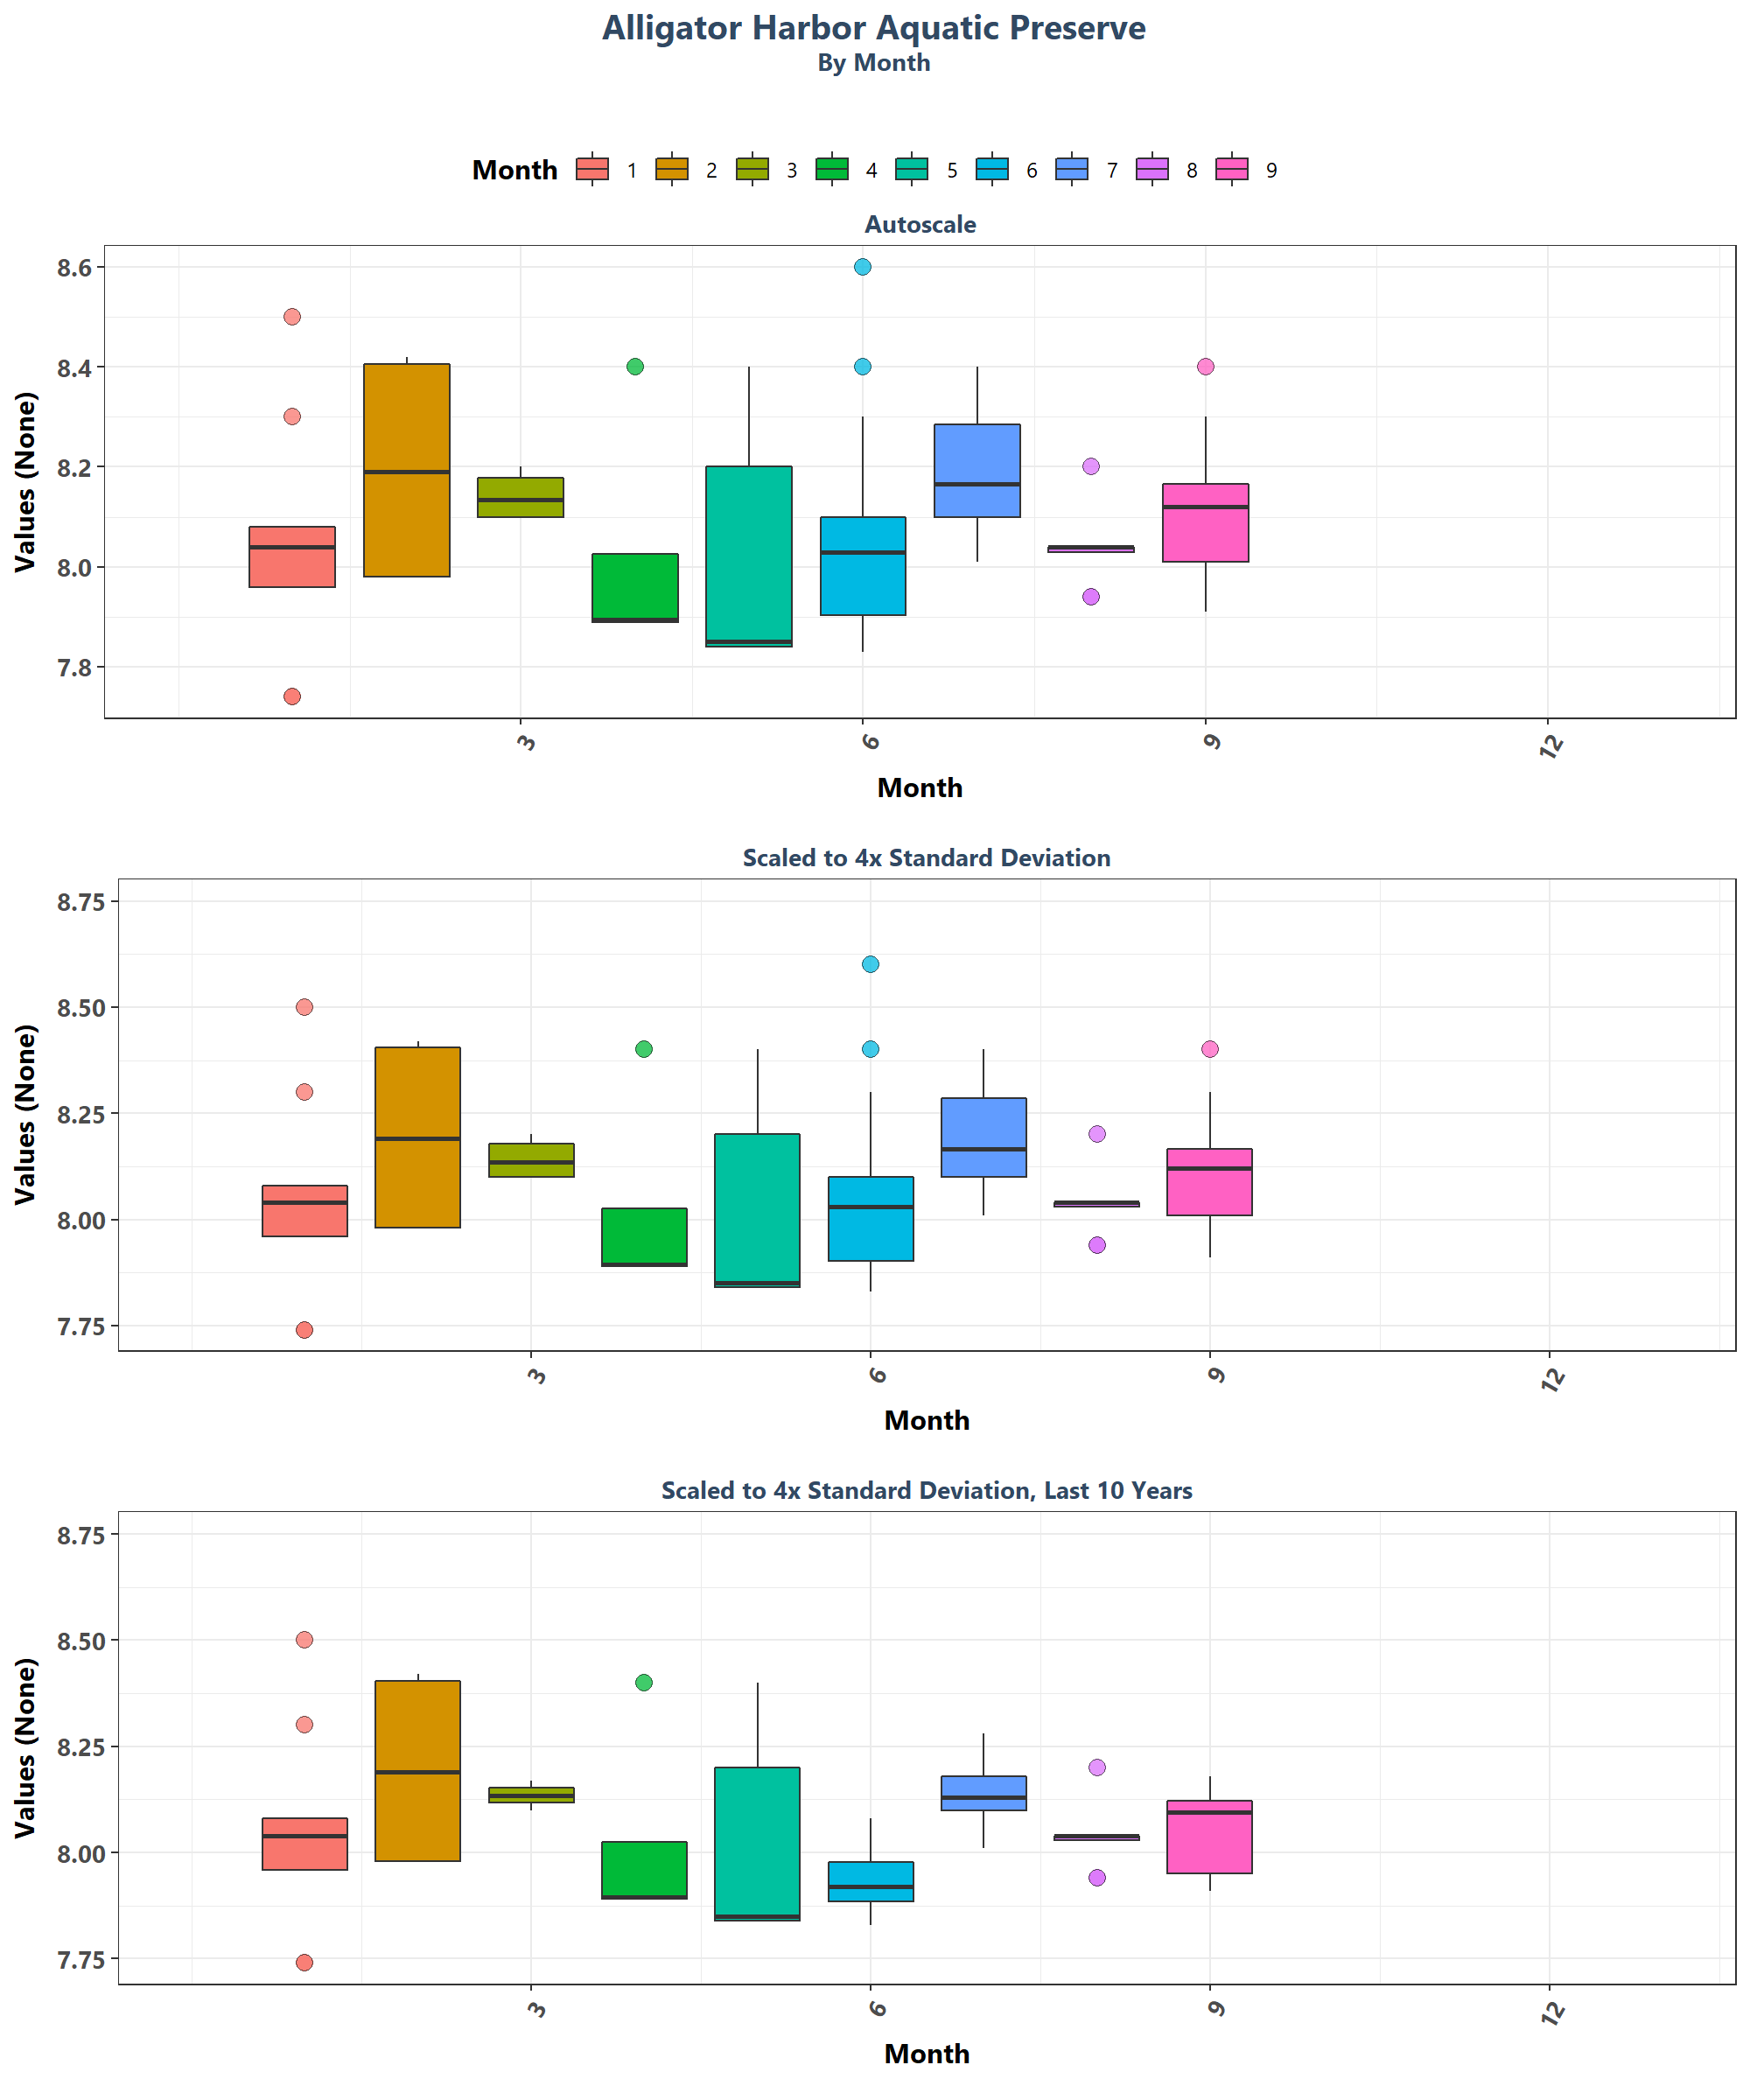 Alligator Harbor Aquatic Preserve
By Month
Month 1 2 3 4 5 6 7 8 9
Autoscale
Values (None)
8.6
8.4
8.2
8.0
7.8
3 6 9 12
Month
Scaled to 4x Standard Deviation
Values (None)
8.75
8.50
8.25
8.00
7.75
3 6 9 12
Month
Scaled to 4x Standard Deviation, Last 10 Years
Values (None)
8.75
8.50
8.25
8.00
7.75
3 6 9 12
Month